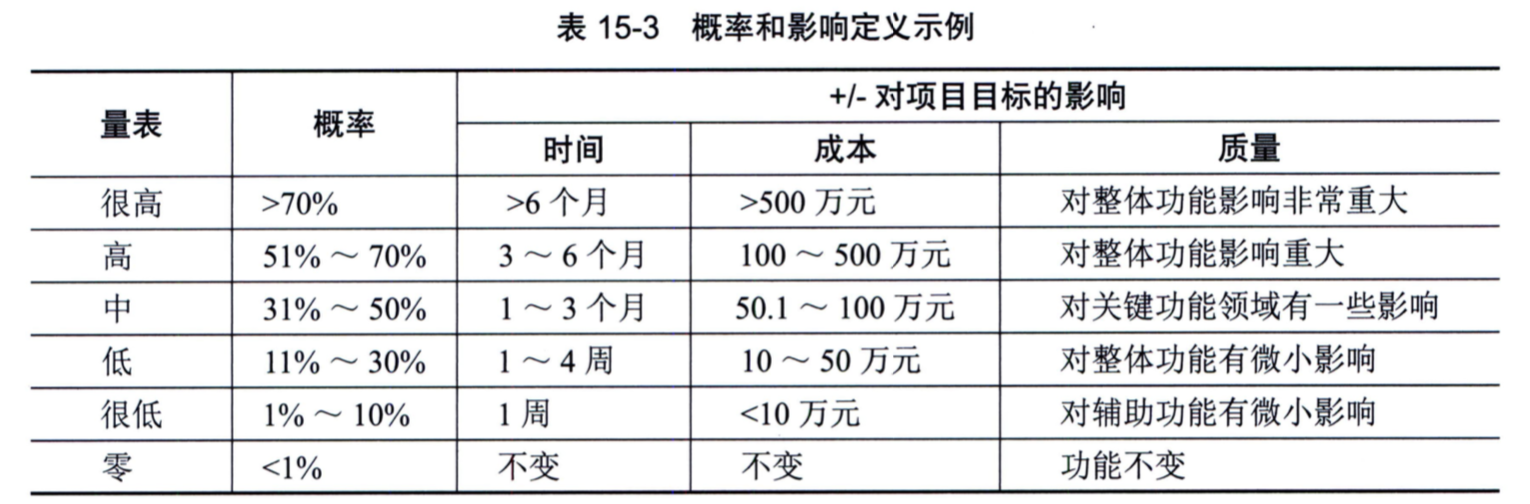 表 15-3 概率和影响定义示例
量表 概率 +/- 对项目目标的影响
时间 成本 质量
很高 >70% >6 个月 >500 万元 对整体功能影响非常重大
高 51% ～ 70% 3 ～ 6 个月 100 ～ 500 万元 对整体功能影响重大
中 31% ～ 50% 1 ～ 3 个月 50.1 ～ 100 万元 对关键功能领域有一些影响
低 11% ～ 30% 1 ～ 4 周 10 ～ 50 万元 对整体功能有微小影响
很低 1% ～ 10% 1 周 <10 万元 对辅助功能有微小影响
零 <1% 不变 不变 功能不变